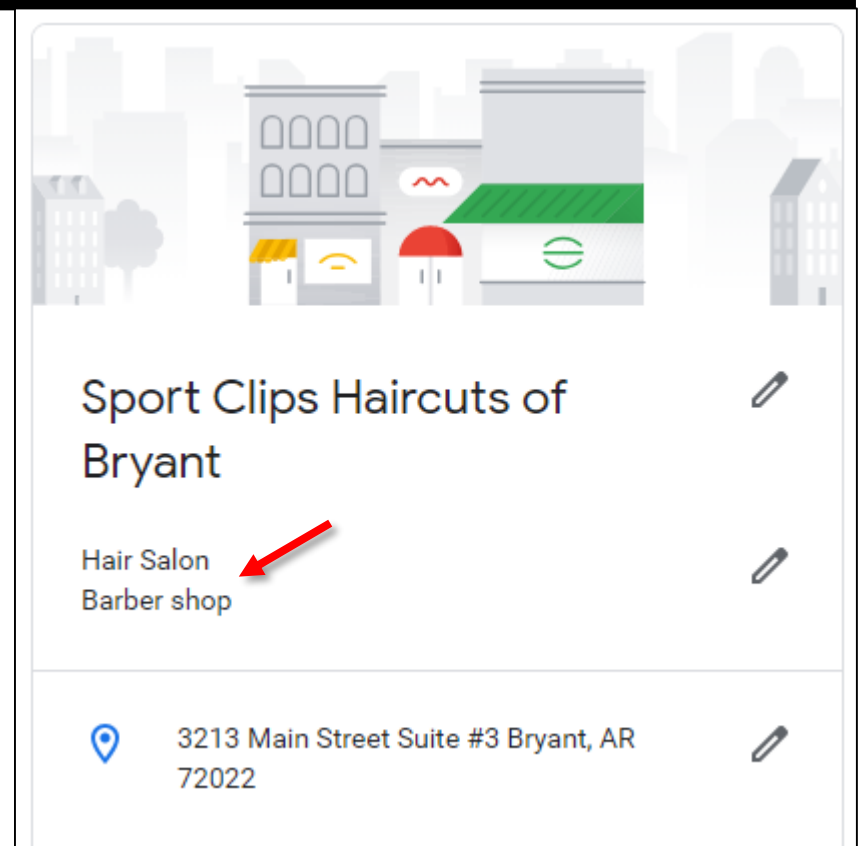 Sport Clips Haircuts of
Bryant
Hair Salon
Barber shop
3213 Main Street Suite #3 Bryant, AR
72022